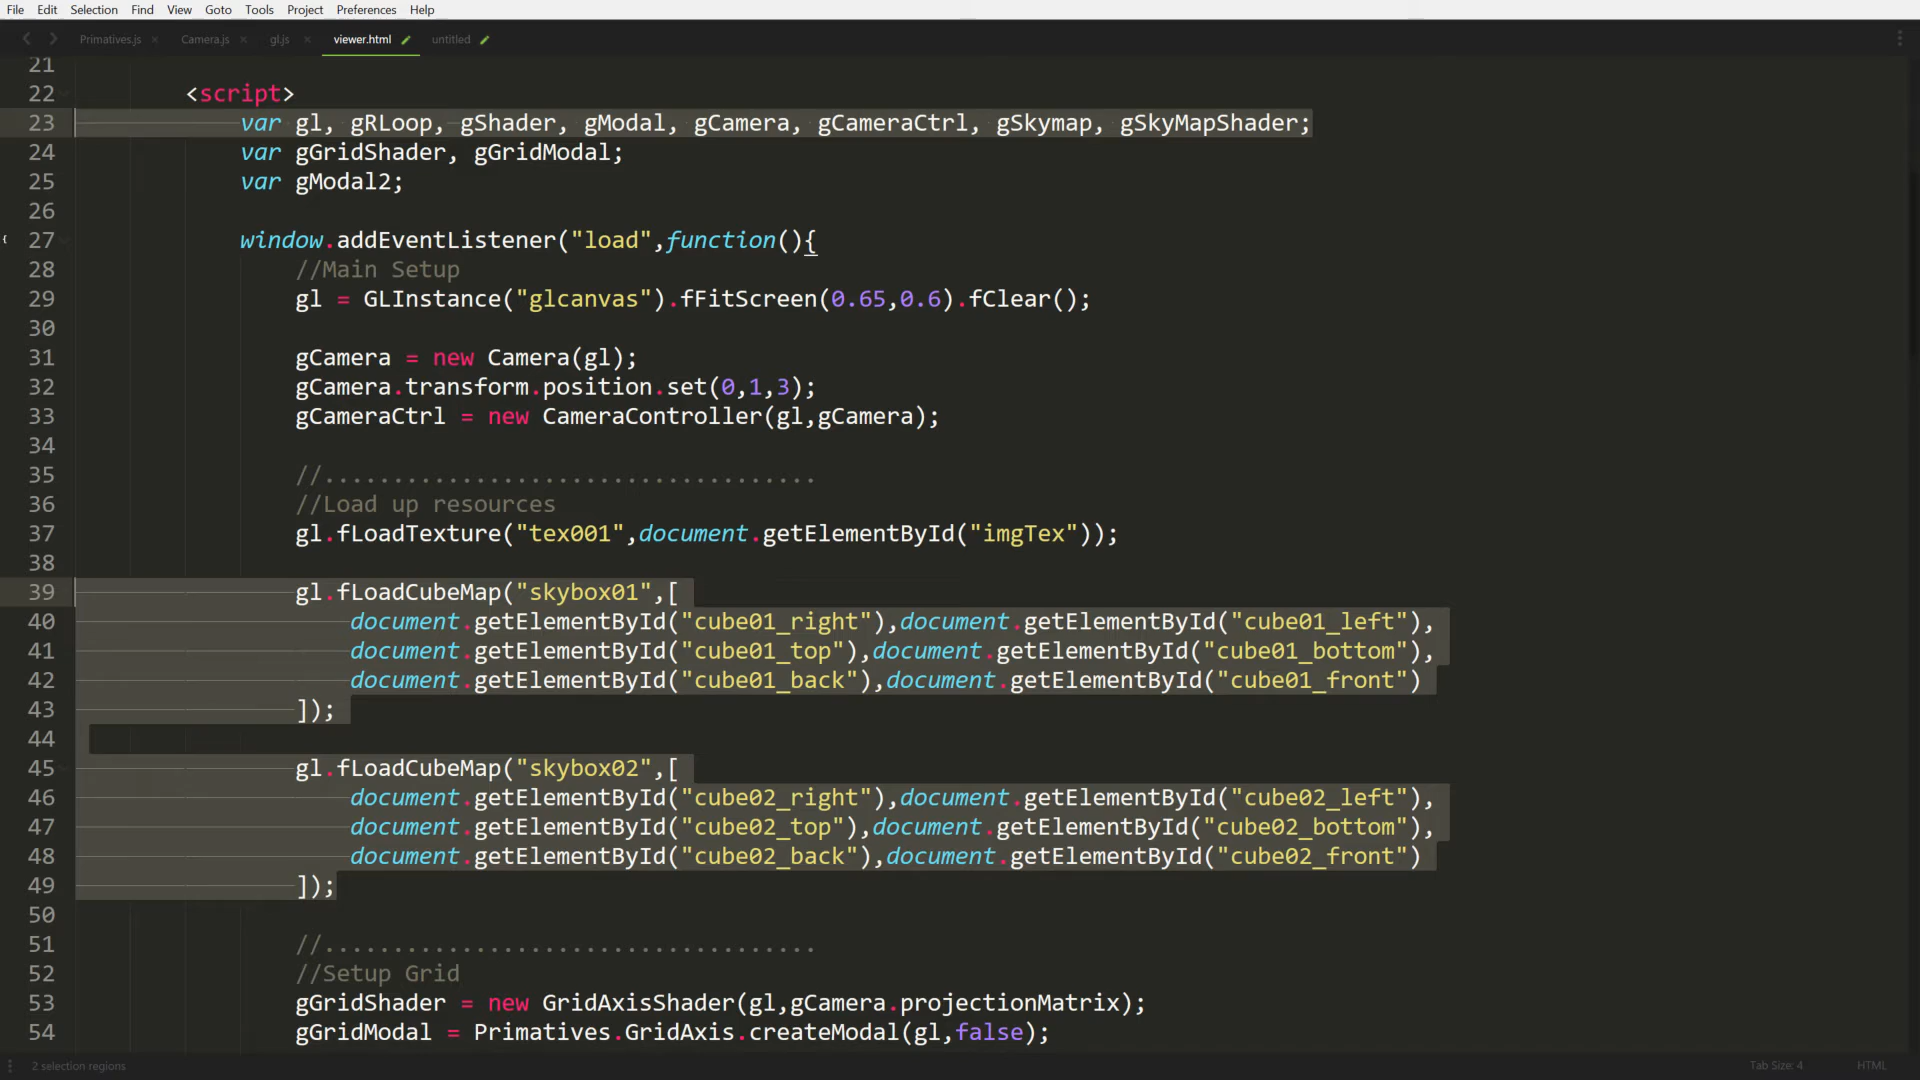 File Edit Selection Find View Goto Tools Project Preferences Help
Primatives.js Camera.js gl.js viewer.html untitled
21
22 <script>
23 var gl, gRLoop, gShader, gModal, gCamera, gCameraCtrl, gSkymap, gSkyMapShader;
24 var gGridShader, gGridModal;
25 var gModal2;
26
27 window.addEventListener("load",function(){
28 //Main Setup
29 gl = GLInstance("glcanvas").fFitScreen(0.65,0.6).fClear();
30
31 gCamera = new Camera(gl);
32 gCamera.transform.position.set(0,1,3);
33 gCameraCtrl = new CameraController(gl,gCamera);
34
35 //....................................
36 //Load up resources
37 gl.fLoadTexture("tex001",document.getElementById("imgTex"));
38
39 gl.fLoadCubeMap("skybox01",[
40 document.getElementById("cube01_right"),document.getElementById("cube01_left"),
41 document.getElementById("cube01_top"),document.getElementById("cube01_bottom"),
42 document.getElementById("cube01_back"),document.getElementById("cube01_front")
43 ]);
44
45 gl.fLoadCubeMap("skybox02",[
46 document.getElementById("cube02_right"),document.getElementById("cube02_left"),
47 document.getElementById("cube02_top"),document.getElementById("cube02_bottom"),
48 document.getElementById("cube02_back"),document.getElementById("cube02_front")
49 ]);
50
51 //....................................
52 //Setup Grid
53 gGridShader = new GridAxisShader(gl,gCamera.projectionMatrix);
54 gGridModal = Primatives.GridAxis.createModal(gl,false);
2 selection regions Tab Size: 4 HTML